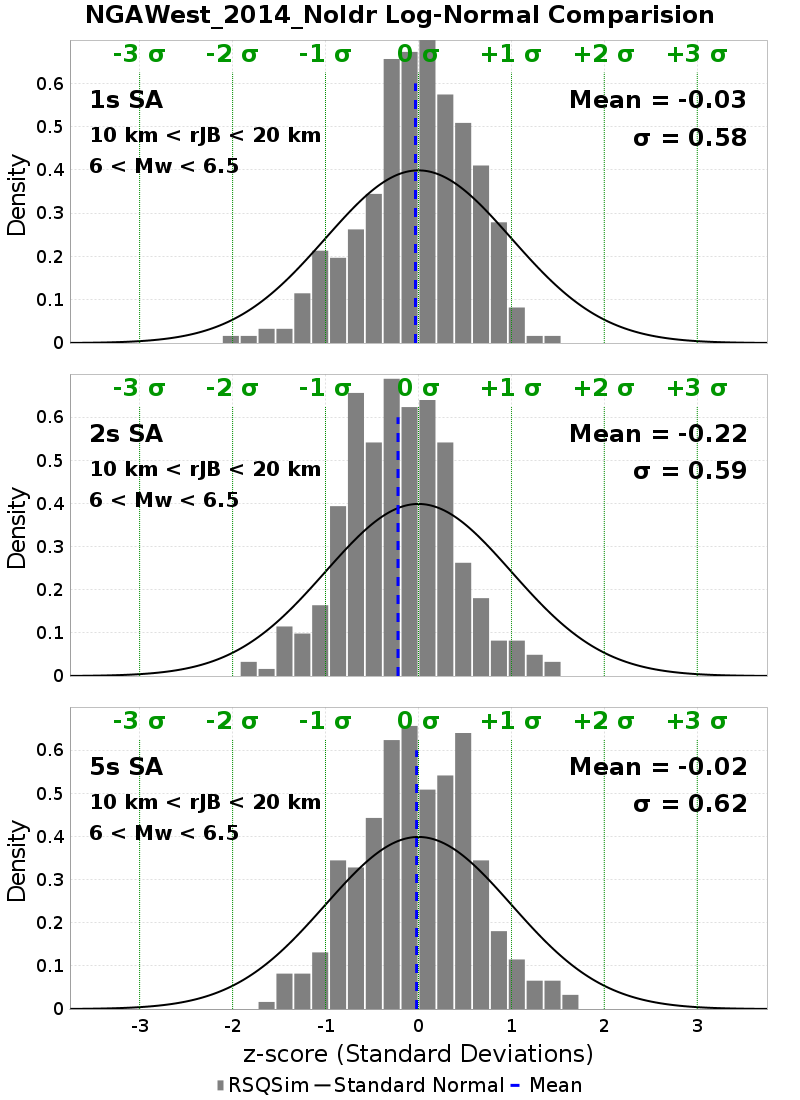 NGAWest_2014_NoIdr Log-Normal Comparision
-3 σ -2 σ -1 σ 0 σ +1 σ +2 σ +3 σ
1s SA Mean = -0.03
10 km < rJB < 20 km σ = 0.58
6 < Mw < 6.5
0.6
0.5
0.4
0.3
0.2
0.1
0
Density
-3 σ -2 σ -1 σ 0 σ +1 σ +2 σ +3 σ
2s SA Mean = -0.22
10 km < rJB < 20 km σ = 0.59
6 < Mw < 6.5
0.6
0.5
0.4
0.3
0.2
0.1
0
Density
-3 σ -2 σ -1 σ 0 σ +1 σ +2 σ +3 σ
5s SA Mean = -0.02
10 km < rJB < 20 km σ = 0.62
6 < Mw < 6.5
0.6
0.5
0.4
0.3
0.2
0.1
0
Density
-3 -2 -1 0 1 2 3
z-score (Standard Deviations)
RSQSim Standard Normal Mean